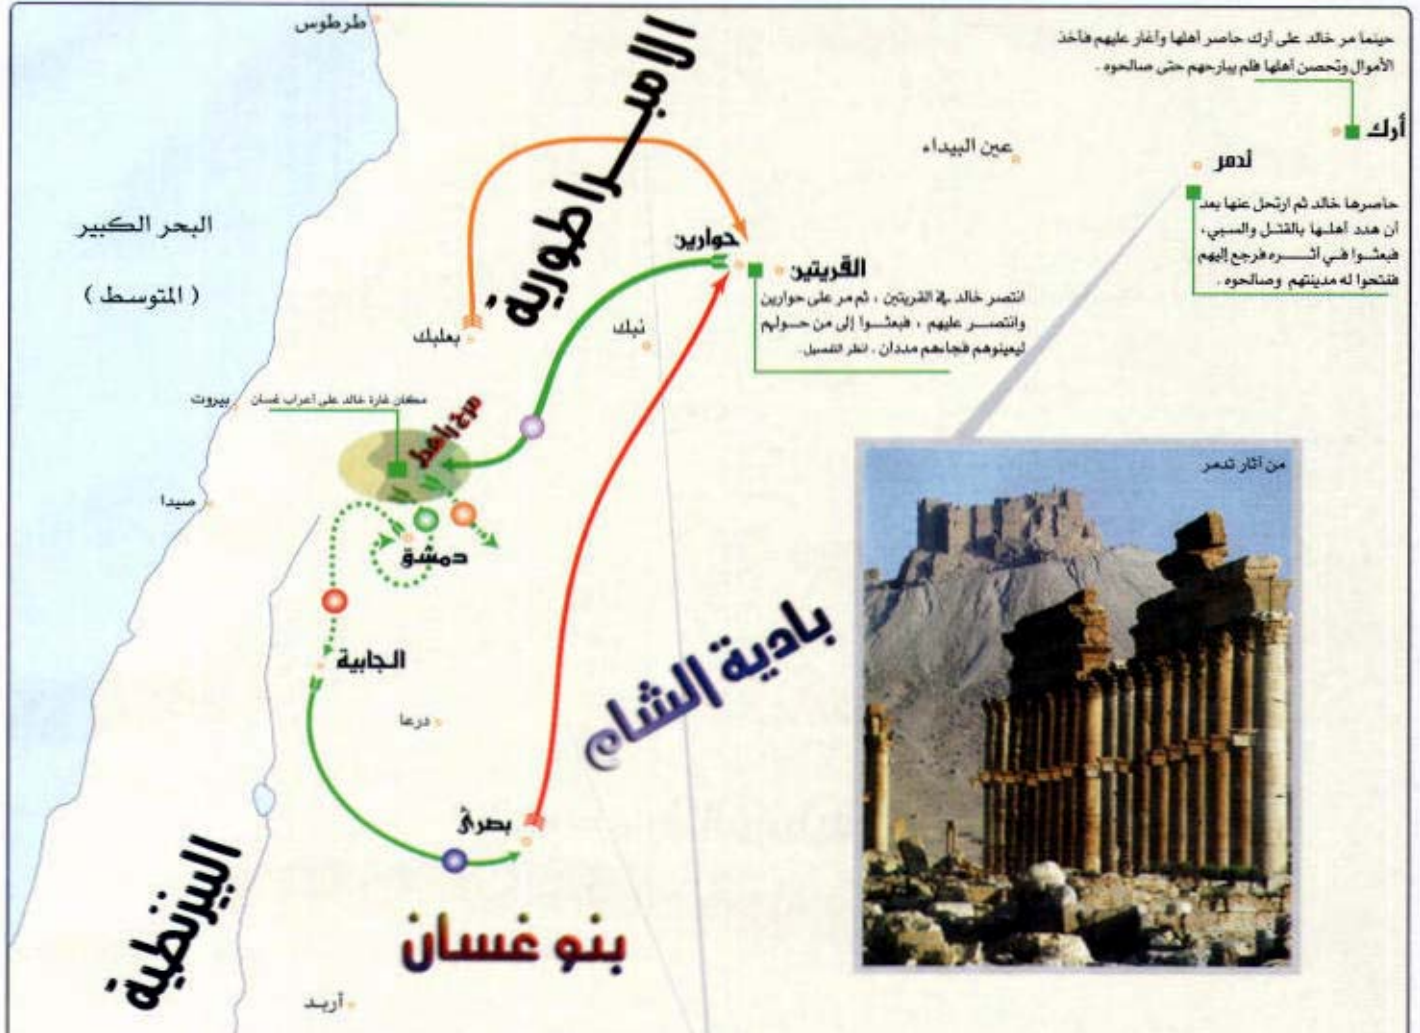 طرطوس
الامبراطورية
حينما مر خالد على أرك حاصر أهلها وأغار عليهم فأخذ
الأموال وتحصن أهلها فلم يبارحهم حتى صالحوه .
أرك
عين البيداء
تدمر
حاصرها خالد ثم ارتحل عنها بعد
أن هدد أهلها بالقتل والسبي ،
فبعثوا في أثره فرجع إليهم
ففتحوا له مدينتهم وصالحوه .
البحر الكبير
( المتوسط )
حوارين
القريتين
انتصر خالد في القريتين ، ثم مر على حوارين
وانتصر عليهم ، فبعثوا إلى من حولهم
ليعينوهم فجاءهم مددان . انظر التفصيل .
نبك
بعلبك
بيروت
مكان غارة خالد على أعراب غسان
مرج راهط
من آثار تدمر
صيدا
دمشق
الجابية
بادية الشام
درعا
بصرى
البيزنطية
بنو غسان
أربد